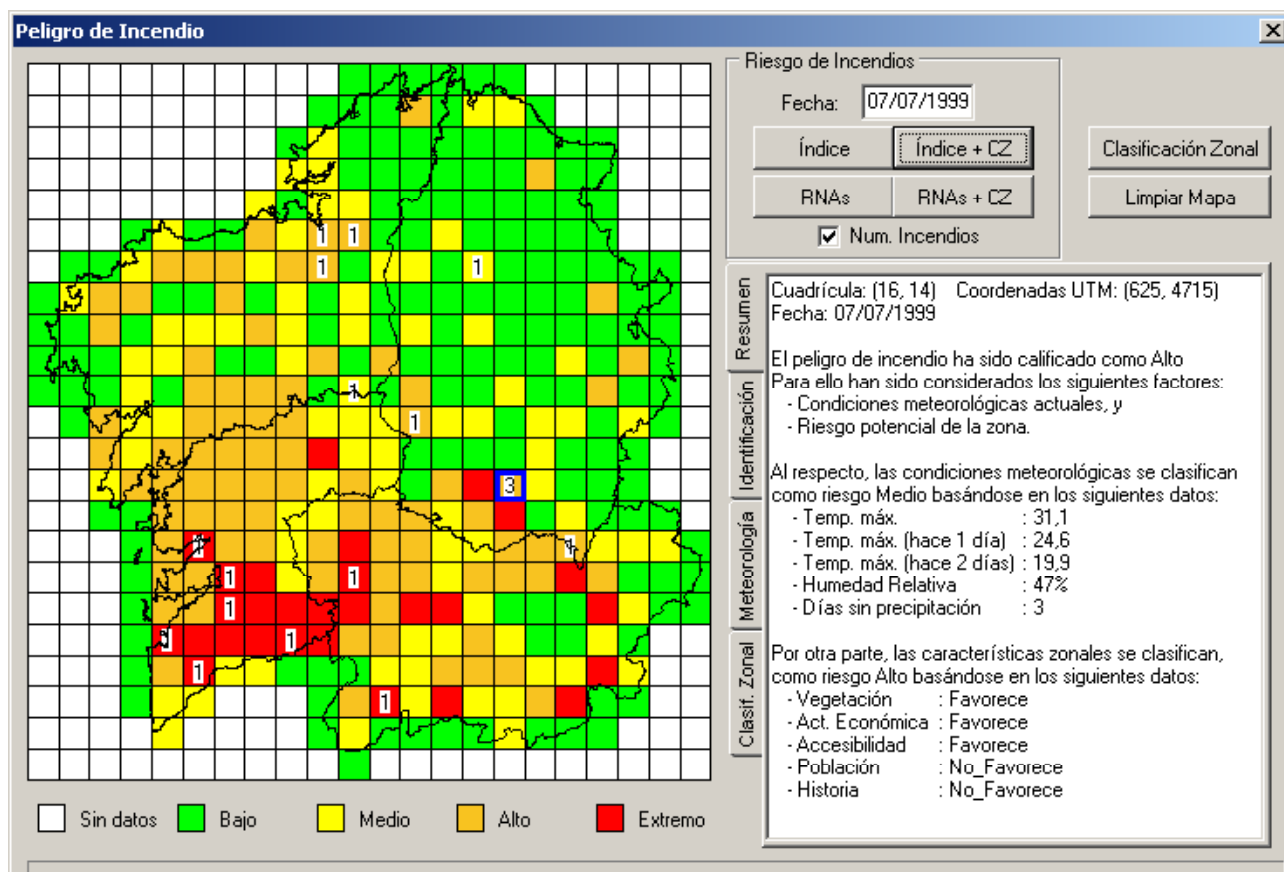 Peligro de Incendio
Riesgo de Incendios
Fecha: 07/07/1999
Índice
Índice + CZ
RNAs
RNAs + CZ
Num. Incendios
Clasificación Zonal
Limpiar Mapa
1 1
1 1
1
1
3
1 1
1 1
1
1 1
1
1
Resumen
Identificación
Meteorología
Clasif. Zonal
Cuadrícula: (16, 14) Coordenadas UTM: (625, 4715)
Fecha: 07/07/1999
El peligro de incendio ha sido calificado como Alto
Para ello han sido considerados los siguientes factores:
- Condiciones meteorológicas actuales, y
- Riesgo potencial de la zona.
Al respecto, las condiciones meteorológicas se clasifican
como riesgo Medio basándose en los siguientes datos:
- Temp. máx. : 31,1
- Temp. máx. (hace 1 día) : 24,6
- Temp. máx. (hace 2 días) : 19,9
- Humedad Relativa : 47%
- Días sin precipitación : 3
Por otra parte, las características zonales se clasifican,
como riesgo Alto basándose en los siguientes datos:
- Vegetación : Favorece
- Act. Económica : Favorece
- Accesibilidad : Favorece
- Población : No_Favorece
- Historia : No_Favorece
Sin datos Bajo Medio Alto Extremo